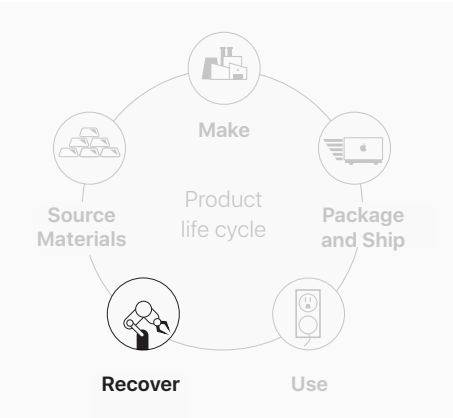 Make
Product
life cycle
Source
Materials
Package
and Ship
Recover
Use